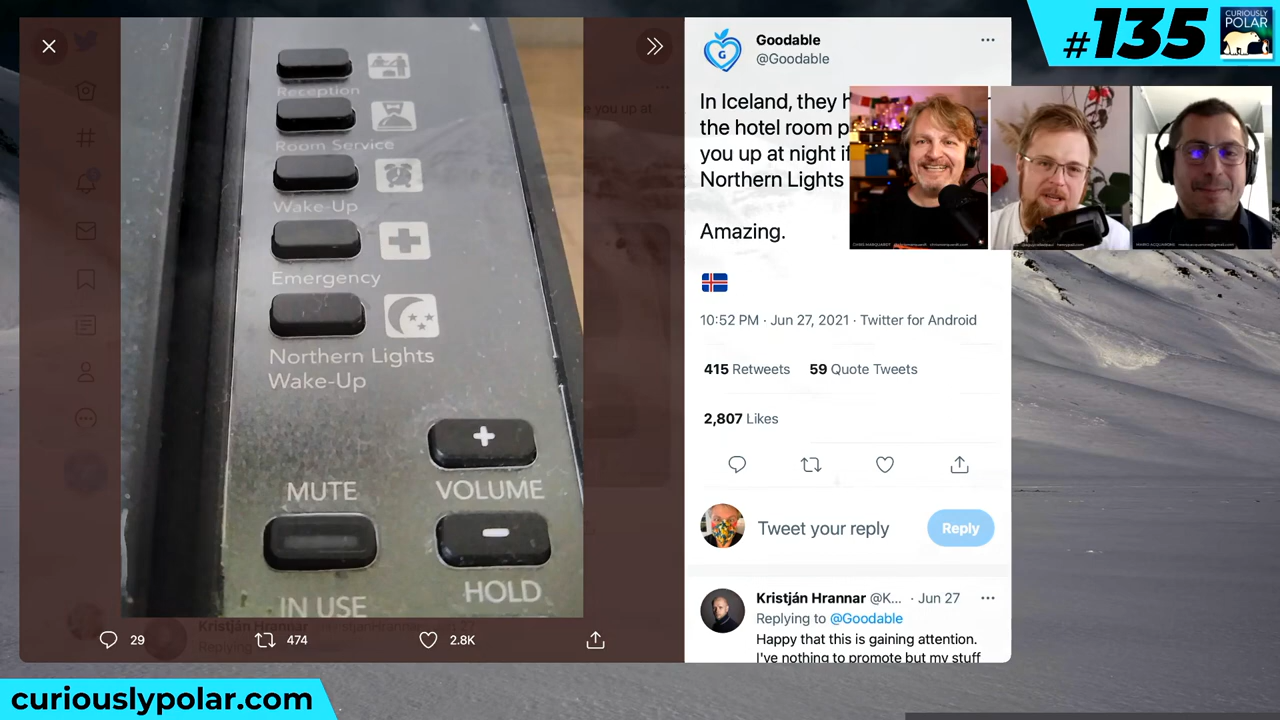 #135
CURIOUSLY
POLAR
Reception
Room Service
Wake-Up
Emergency
Northern Lights
Wake-Up
MUTE
VOLUME
IN USE
HOLD
29
474
2.8K
Goodable
@Goodable
In Iceland, they h
the hotel room p
you up at night if
Northern Lights
Amazing.
10:52 PM · Jun 27, 2021 · Twitter for Android
415 Retweets 59 Quote Tweets
2,807 Likes
Tweet your reply
Reply
Kristján Hrannar @K... · Jun 27
Replying to @Goodable
Happy that this is gaining attention.
I've nothing to promote but my stuff
curiouslypolar.com